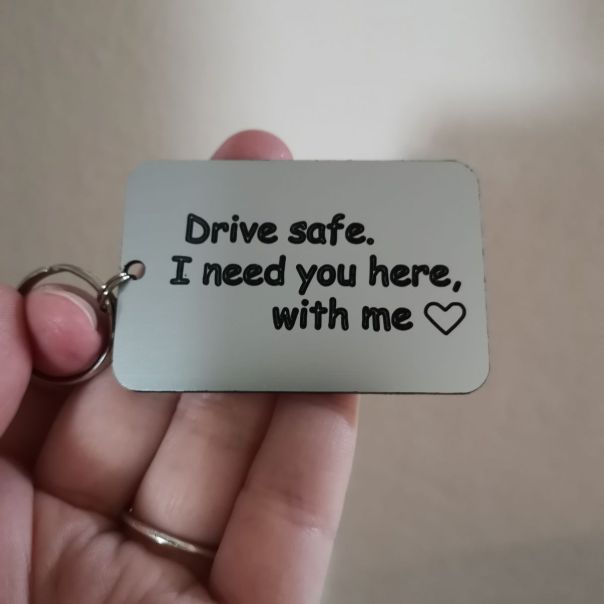 Drive safe.
I need you here,
with me ♡